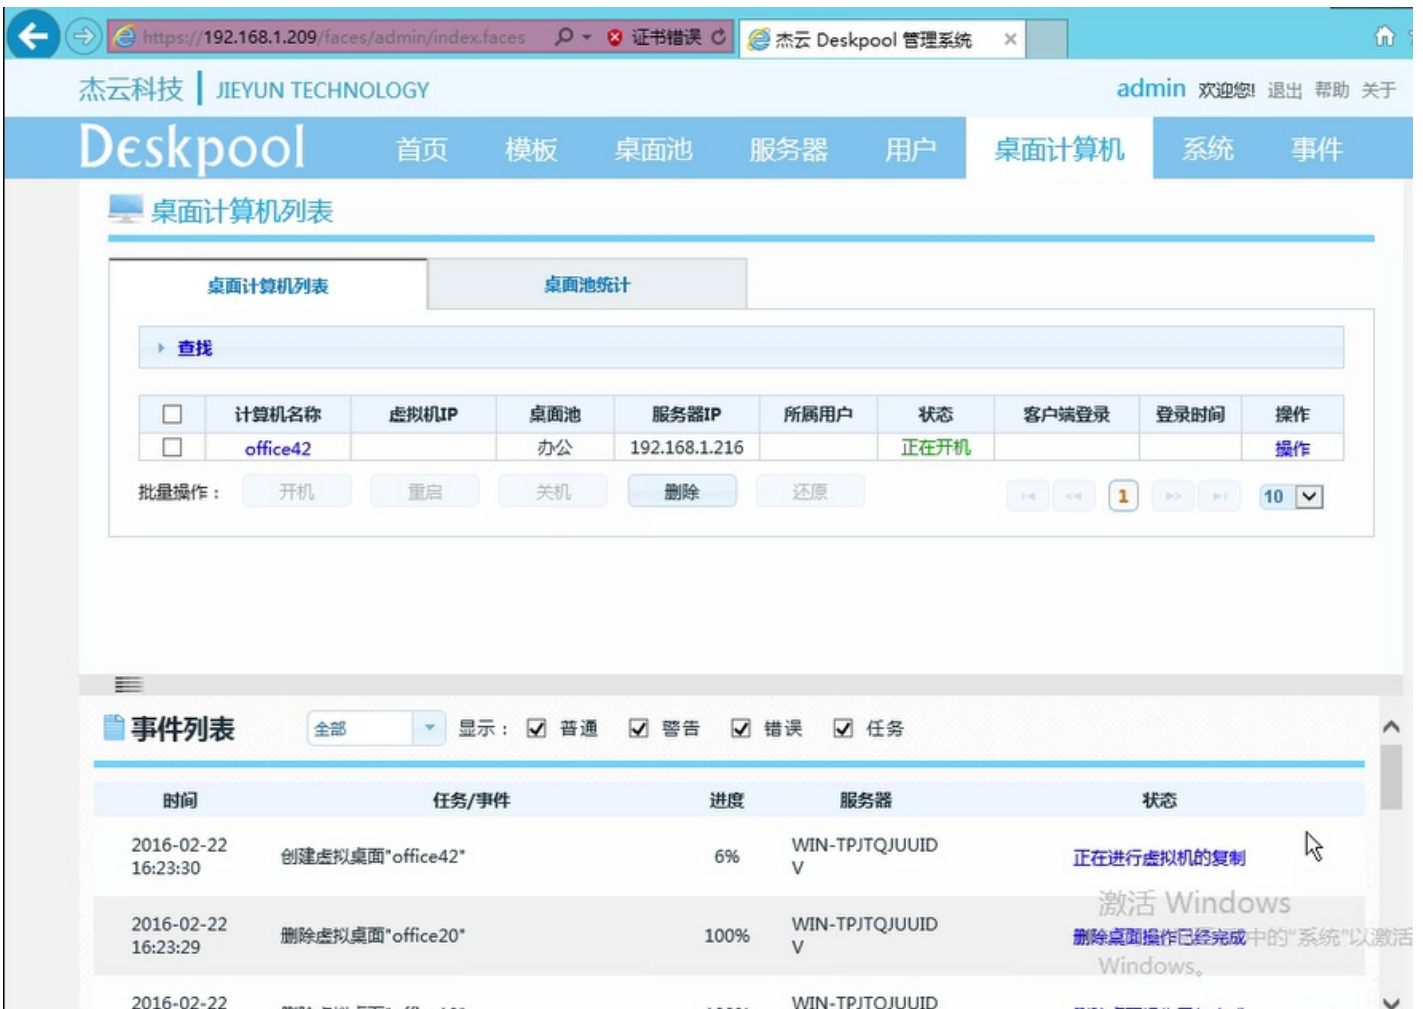 https://192.168.1.209/faces/admin/index.faces 证书错误 杰云 Deskpool 管理系统
杰云科技 JIEYUN TECHNOLOGY admin 欢迎您! 退出 帮助 关于
Deskpool 首页 模板 桌面池 服务器 用户 桌面计算机 系统 事件
桌面计算机列表
桌面计算机列表 桌面池统计
查找
计算机名称 虚拟机IP 桌面池 服务器IP 所属用户 状态 客户端登录 登录时间 操作
office42 办公 192.168.1.216 正在开机 操作
批量操作： 开机 重启 关机 删除 还原 1 10
事件列表 全部 显示： 普通 警告 错误 任务
时间 任务/事件 进度 服务器 状态
2016-02-22 16:23:30 创建虚拟桌面"office42" 6% WIN-TPJTQJUUIDV 正在进行虚拟机的复制
激活 Windows
2016-02-22 16:23:29 删除虚拟桌面"office20" 100% WIN-TPJTQJUUIDV 删除桌面操作已经完成
中的"系统"以激活
Windows。
2016-02-22 WIN-TPJTQJUUID